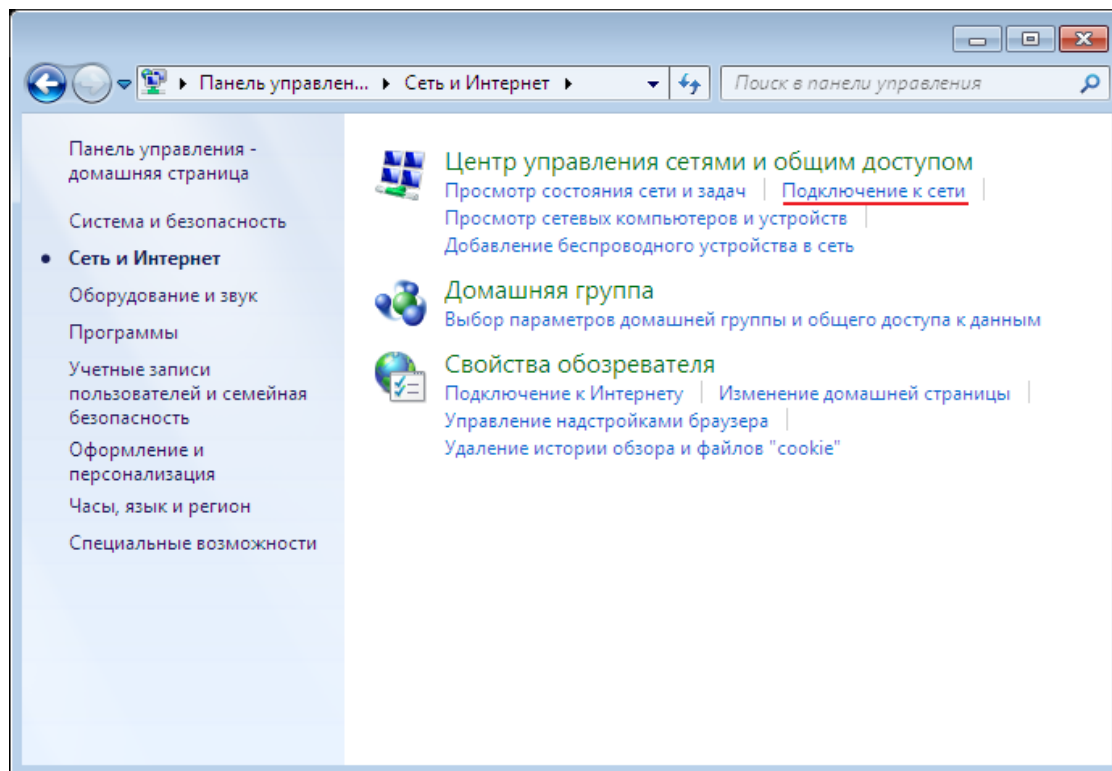 Панель управлен... Сеть и Интернет Поиск в панели управления
Панель управления -
домашняя страница
Система и безопасность
Сеть и Интернет
Оборудование и звук
Программы
Учетные записи
пользователей и семейная
безопасность
Оформление и
персонализация
Часы, язык и регион
Специальные возможности
Центр управления сетями и общим доступом
Просмотр состояния сети и задач Подключение к сети
Просмотр сетевых компьютеров и устройств
Добавление беспроводного устройства в сеть
Домашняя группа
Выбор параметров домашней группы и общего доступа к данным
Свойства обозревателя
Подключение к Интернету Изменение домашней страницы
Управление надстройками браузера
Удаление истории обзора и файлов "cookie"